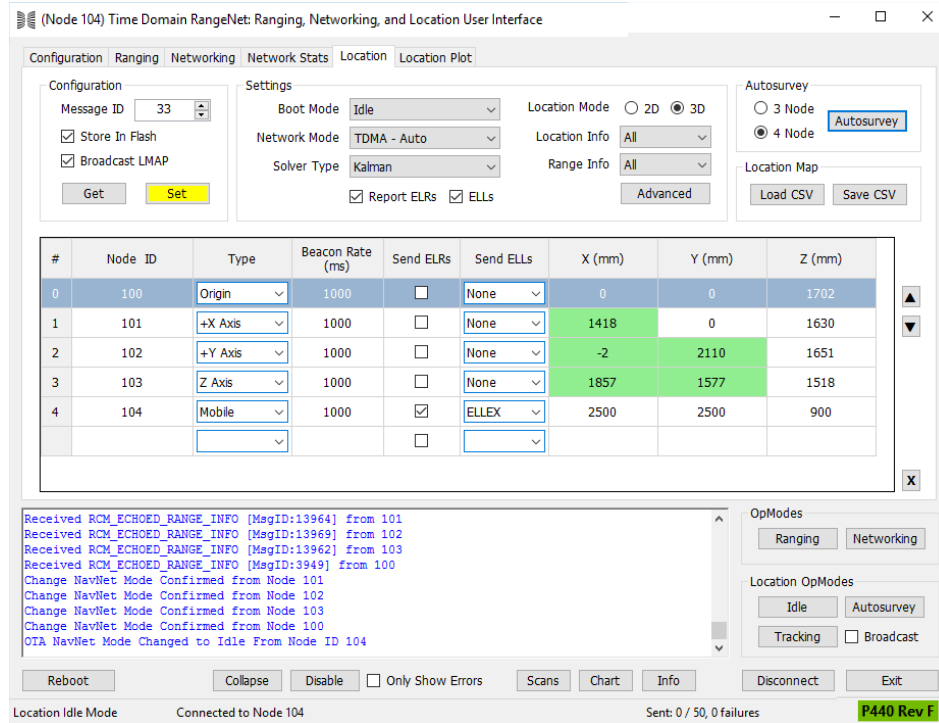 (Node 104) Time Domain RangeNet: Ranging, Networking, and Location User Interface
Configuration Ranging Networking Network Stats Location Location Plot
Configuration
Message ID 33
Store In Flash
Broadcast LMAP
Get Set
Settings
Boot Mode Idle
Network Mode TDMA - Auto
Solver Type Kalman
Report ELRs ELLs
Location Mode 2D 3D
Location Info All
Range Info All
Advanced
Autosurvey
3 Node
4 Node
Autosurvey
Location Map
Load CSV Save CSV
# Node ID Type Beacon Rate (ms) Send ELRs Send ELLs X (mm) Y (mm) Z (mm)
0 100 Origin 1000 None 0 0 1702
1 101 +X Axis 1000 None 1418 0 1630
2 102 +Y Axis 1000 None -2 2110 1651
3 103 Z Axis 1000 None 1857 1577 1518
4 104 Mobile 1000 ELLEX 2500 2500 900
X
Received RCM_ECHOED_RANGE_INFO [MsgID:13964] from 101
Received RCM_ECHOED_RANGE_INFO [MsgID:13969] from 102
Received RCM_ECHOED_RANGE_INFO [MsgID:13962] from 103
Received RCM_ECHOED_RANGE_INFO [MsgID:3949] from 100
Change NavNet Mode Confirmed from Node 101
Change NavNet Mode Confirmed from Node 102
Change NavNet Mode Confirmed from Node 103
Change NavNet Mode Confirmed from Node 100
OTA NavNet Mode Changed to Idle From Node ID 104
OpModes
Ranging Networking
Location OpModes
Idle Autosurvey
Tracking Broadcast
Reboot Collapse Disable Only Show Errors Scans Chart Info Disconnect Exit
Location Idle Mode Connected to Node 104 Sent: 0 / 50, 0 failures P440 Rev F